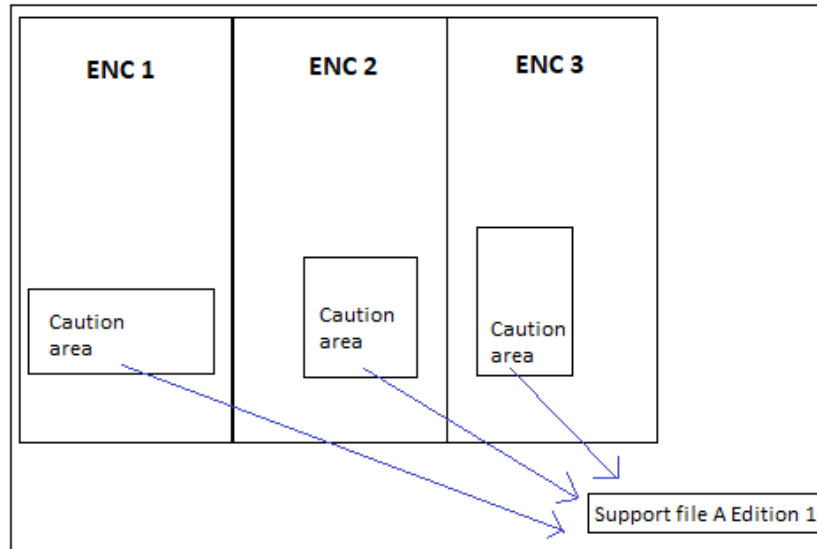 ENC 1
ENC 2
ENC 3
Caution
area
Caution
area
Caution
area
Support file A Edition 1